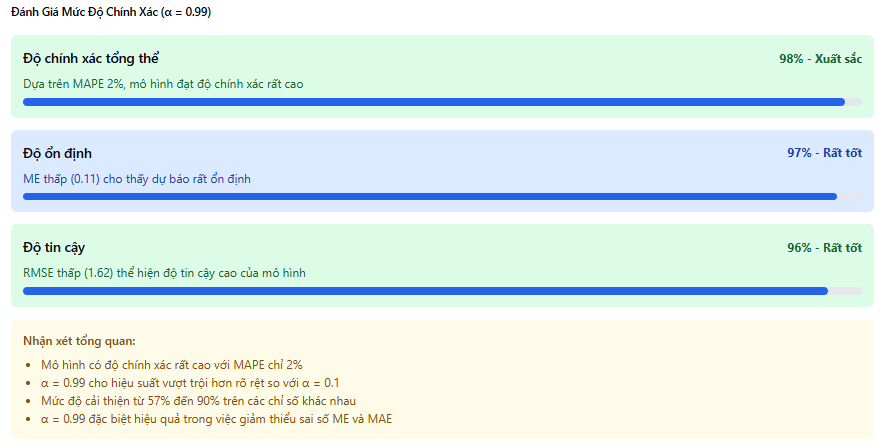 Đánh Giá Mức Độ Chính Xác (α = 0.99)
Độ chính xác tổng thể
98% - Xuất sắc
Dựa trên MAPE 2%, mô hình đạt độ chính xác rất cao
Độ ổn định
97% - Rất tốt
ME thấp (0.11) cho thấy dự báo rất ổn định
Độ tin cậy
96% - Rất tốt
RMSE thấp (1.62) thể hiện độ tin cậy cao của mô hình
Nhận xét tổng quan:
• Mô hình có độ chính xác rất cao với MAPE chỉ 2%
• α = 0.99 cho hiệu suất vượt trội hơn rõ rệt so với α = 0.1
• Mức độ cải thiện từ 57% đến 90% trên các chỉ số khác nhau
• α = 0.99 đặc biệt hiệu quả trong việc giảm thiểu sai số ME và MAE